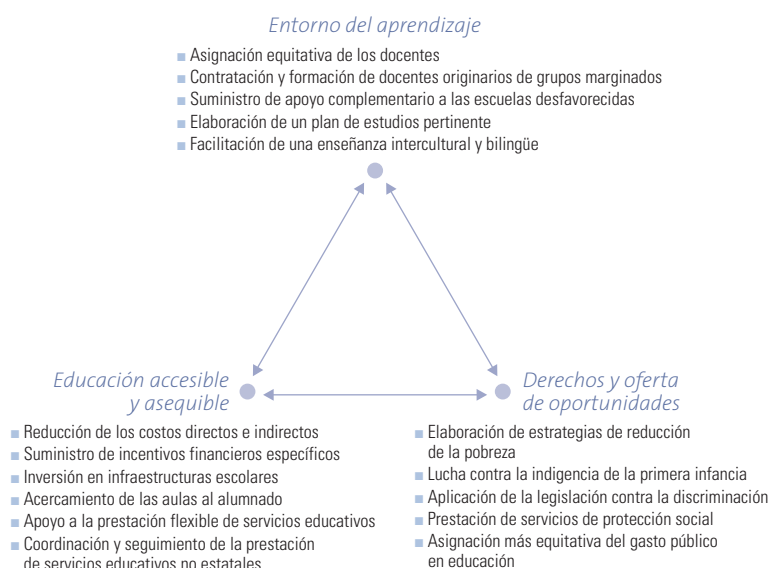 Entorno del aprendizaje
■ Asignación equitativa de los docentes
■ Contratación y formación de docentes originarios de grupos marginados
■ Suministro de apoyo complementario a las escuelas desfavorecidas
■ Elaboración de un plan de estudios pertinente
■ Facilitación de una enseñanza intercultural y bilingüe
Educación accesible
y asequible
■ Reducción de los costos directos e indirectos
■ Suministro de incentivos financieros específicos
■ Inversión en infraestructuras escolares
■ Acercamiento de las aulas al alumnado
■ Apoyo a la prestación flexible de servicios educativos
■ Coordinación y seguimiento de la prestación
de servicios educativos no estatales
Derechos y oferta
de oportunidades
■ Elaboración de estrategias de reducción
de la pobreza
■ Lucha contra la indigencia de la primera infancia
■ Aplicación de la legislación contra la discriminación
■ Prestación de servicios de protección social
■ Asignación más equitativa del gasto público
en educación